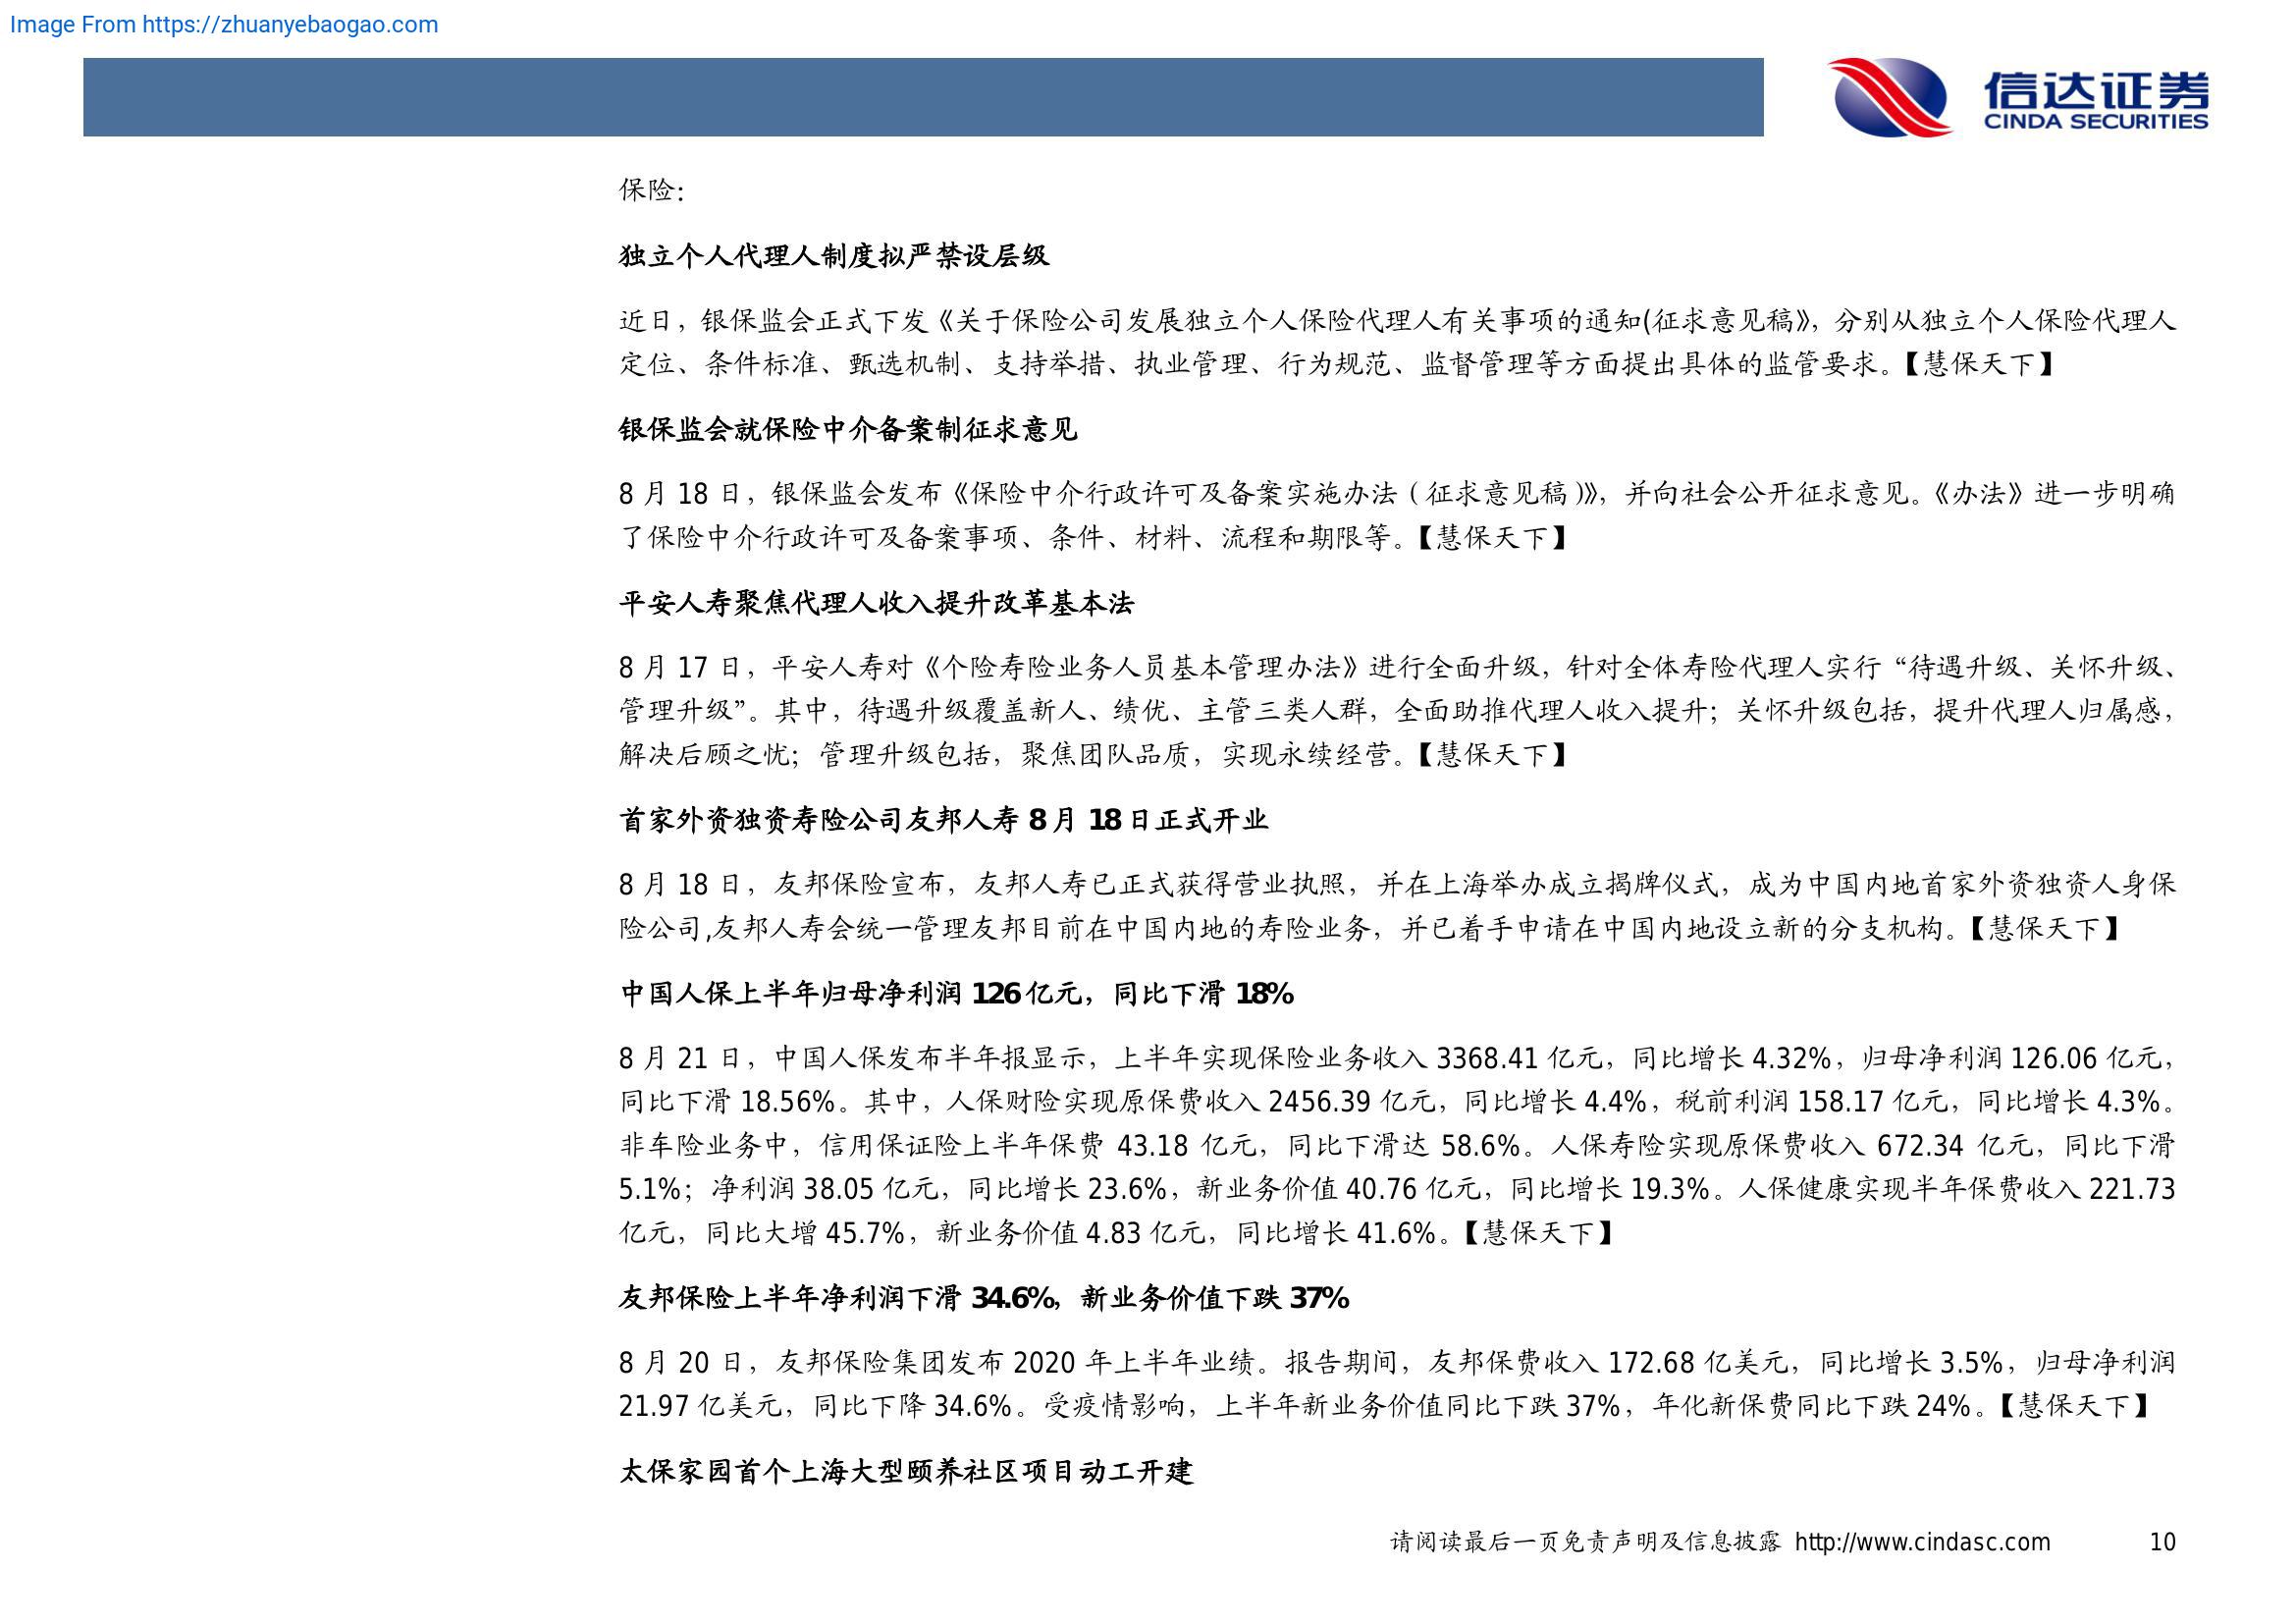 Image From https://zhuanyebaogao.com
信达证券
CINDA SECURITIES
保险：
独立个人代理人制度拟严禁设层级
近日，银保监会正式下发《关于保险公司发展独立个人保险代理人有关事项的通知(征求意见稿》，分别从独立个人保险代理人
定位、条件标准、甄选机制、支持举措、执业管理、行为规范、监督管理等方面提出具体的监管要求。【慧保天下】
银保监会就保险中介备案制征求意见
8 月 18 日，银保监会发布《保险中介行政许可及备案实施办法（征求意见稿）》，并向社会公开征求意见。《办法》进一步明确
了保险中介行政许可及备案事项、条件、材料、流程和期限等。【慧保天下】
平安人寿聚焦代理人收入提升改革基本法
8 月 17 日，平安人寿对《个险寿险业务人员基本管理办法》进行全面升级，针对全体寿险代理人实行“待遇升级、关怀升级、
管理升级”。其中，待遇升级覆盖新人、绩优、主管三类人群，全面助推代理人收入提升；关怀升级包括，提升代理人归属感，
解决后顾之忧；管理升级包括，聚焦团队品质，实现永续经营。【慧保天下】
首家外资独资寿险公司友邦人寿 8 月 18 日正式开业
8 月 18 日，友邦保险宣布，友邦人寿已正式获得营业执照，并在上海举办成立揭牌仪式，成为中国内地首家外资独资人身保
险公司,友邦人寿会统一管理友邦目前在中国内地的寿险业务，并已着手申请在中国内地设立新的分支机构。【慧保天下】
中国人保上半年归母净利润 126 亿元，同比下滑 18%
8 月 21 日，中国人保发布半年报显示，上半年实现保险业务收入 3368.41 亿元，同比增长 4.32%，归母净利润 126.06 亿元，
同比下滑 18.56%。其中，人保财险实现原保费收入 2456.39 亿元，同比增长 4.4%，税前利润 158.17 亿元，同比增长 4.3%。
非车险业务中，信用保证险上半年保费 43.18 亿元，同比下滑达 58.6%。人保寿险实现原保费收入 672.34 亿元，同比下滑
5.1%；净利润 38.05 亿元，同比增长 23.6%，新业务价值 40.76 亿元，同比增长 19.3%。人保健康实现半年保费收入 221.73
亿元，同比大增 45.7%，新业务价值 4.83 亿元，同比增长 41.6%。【慧保天下】
友邦保险上半年净利润下滑 34.6%，新业务价值下跌 37%
8 月 20 日，友邦保险集团发布 2020 年上半年业绩。报告期间，友邦保费收入 172.68 亿美元，同比增长 3.5%，归母净利润
21.97 亿美元，同比下降 34.6%。受疫情影响，上半年新业务价值同比下跌 37%，年化新保费同比下跌 24%。【慧保天下】
太保家园首个上海大型颐养社区项目动工开建
请阅读最后一页免责声明及信息披露 http://www.cindasc.com 10